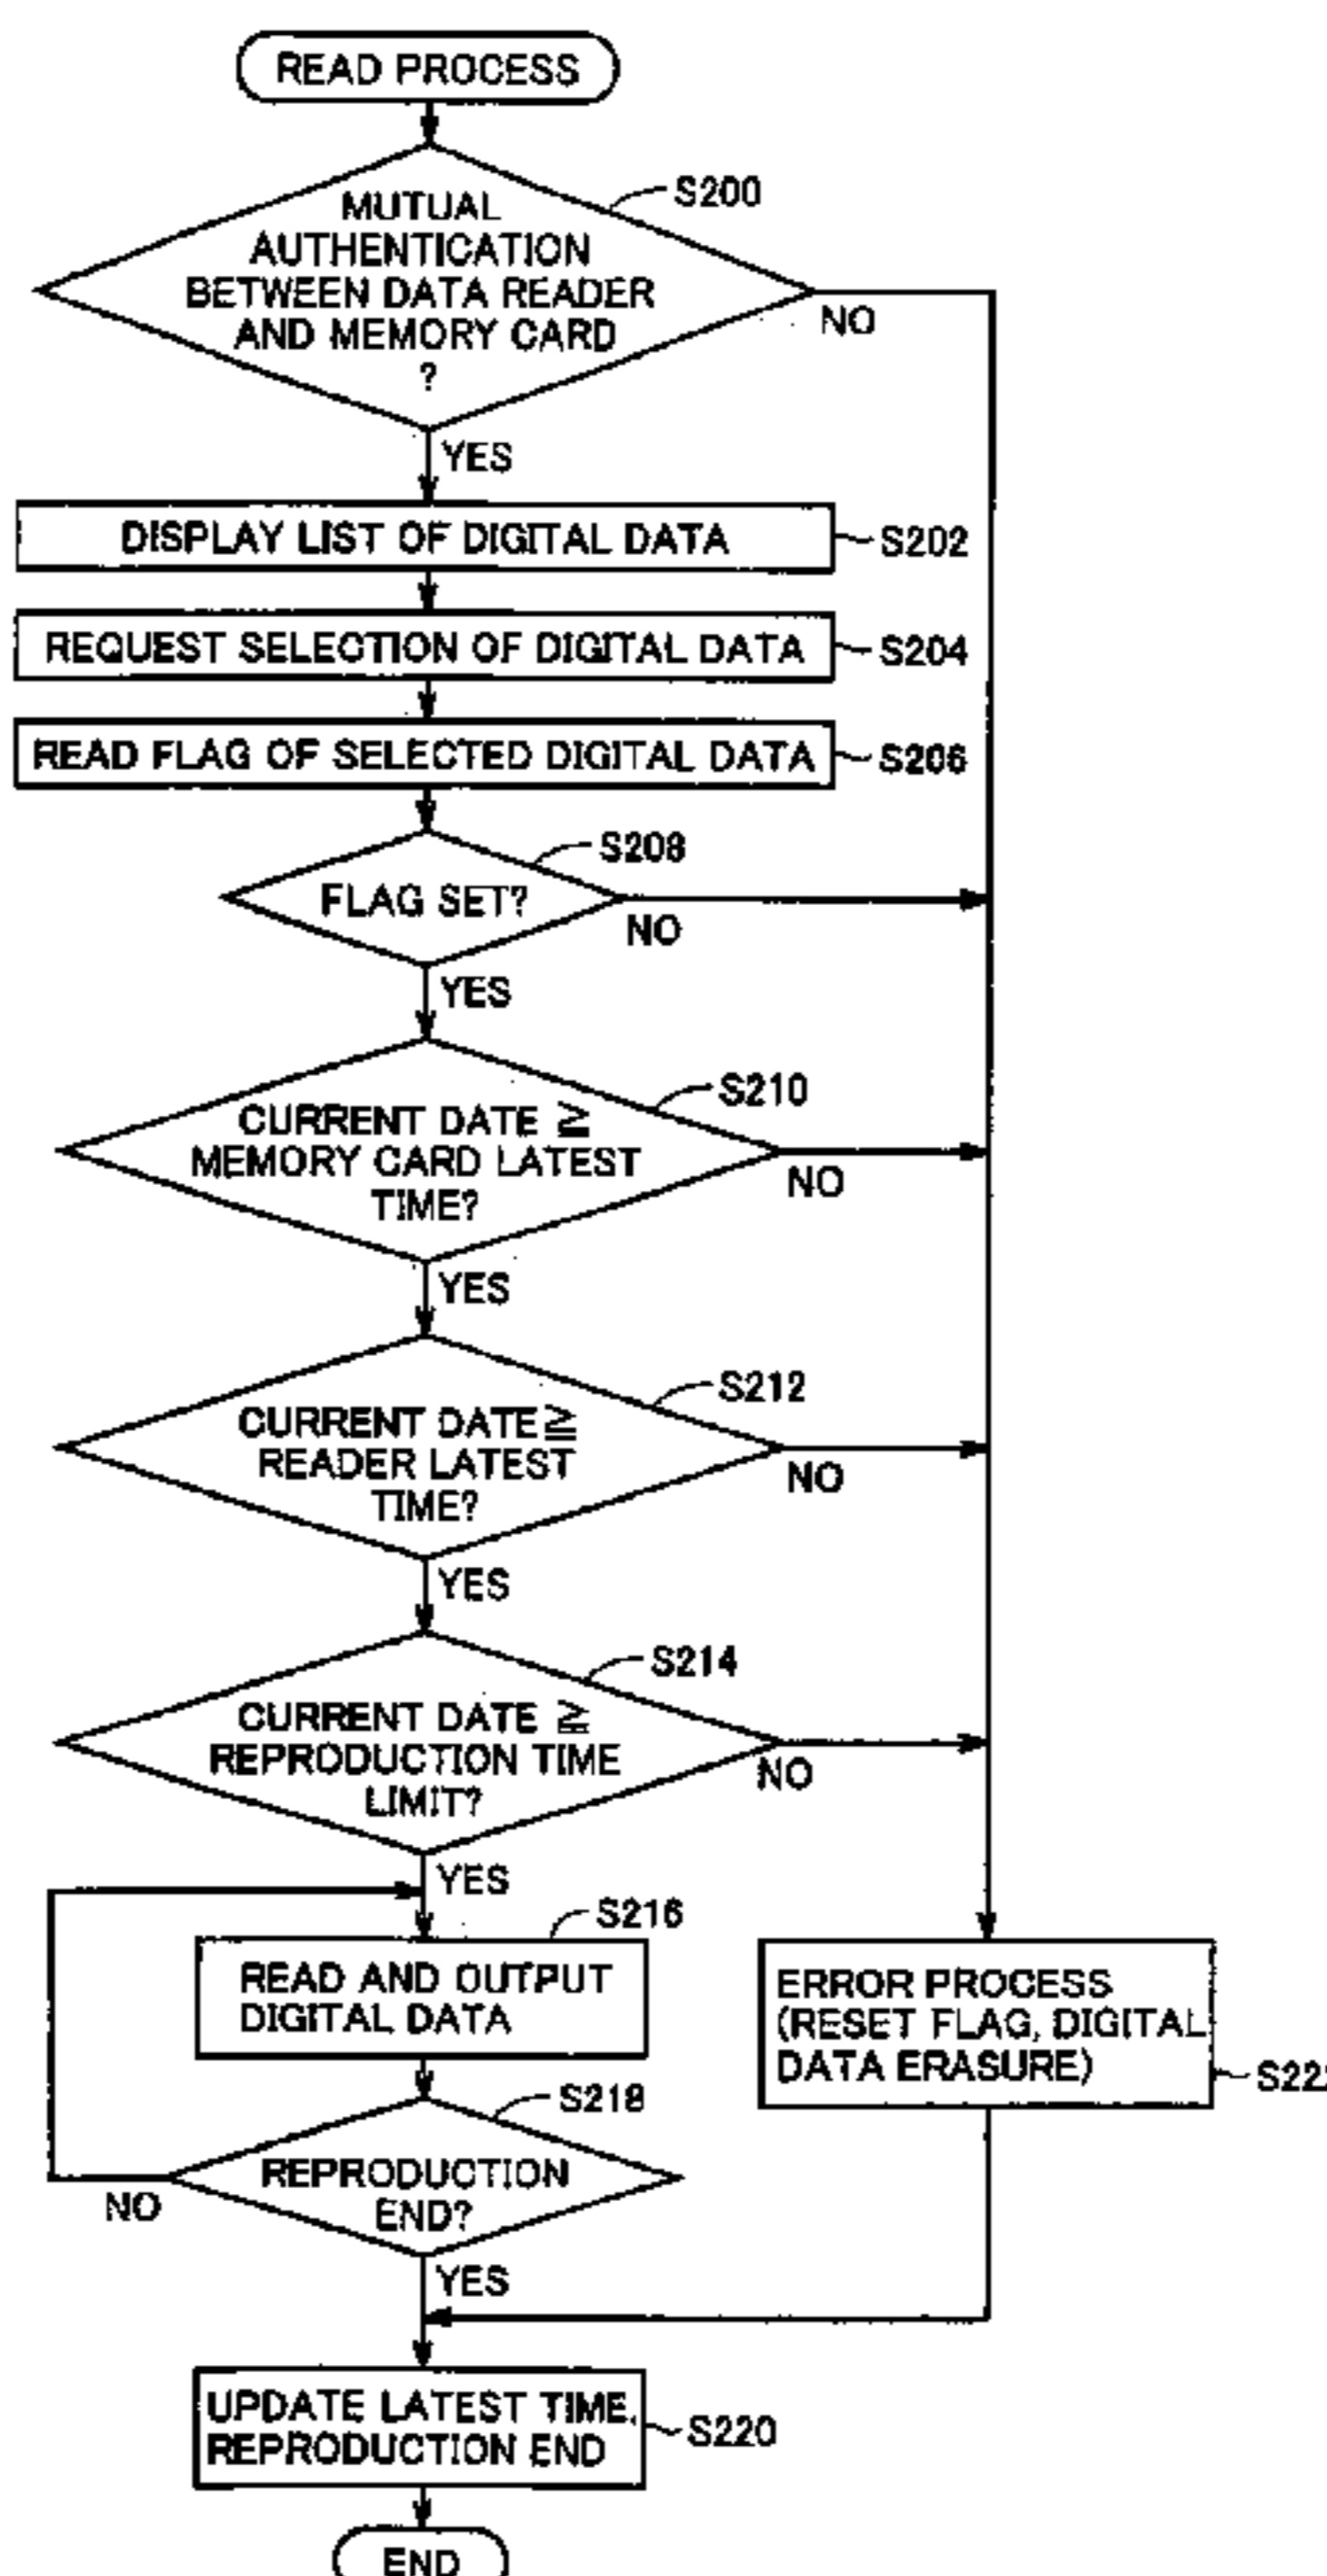 READ PROCESS
S200
MUTUAL
AUTHENTICATION
BETWEEN DATA READER
AND MEMORY CARD
?
NO
YES
DISPLAY LIST OF DIGITAL DATA
S202
REQUEST SELECTION OF DIGITAL DATA
S204
READ FLAG OF SELECTED DIGITAL DATA
S206
S208
FLAG SET?
NO
YES
S210
CURRENT DATE ≧
MEMORY CARD LATEST
TIME?
NO
YES
S212
CURRENT DATE≧
READER LATEST
TIME?
NO
YES
S214
CURRENT DATE ≧
REPRODUCTION TIME
LIMIT?
NO
YES
S216
READ AND OUTPUT
DIGITAL DATA
ERROR PROCESS
(RESET FLAG, DIGITAL
DATA ERASURE)
S218
REPRODUCTION
END?
NO
YES
UPDATE LATEST TIME,
REPRODUCTION END
S220
END